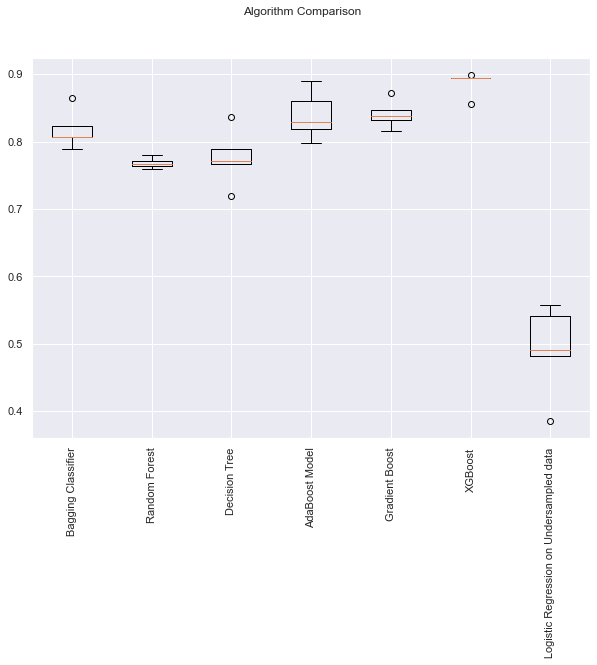 Algorithm Comparison
0.9
0.8
0.7
0.6
0.5
0.4
Bagging Classifier
Random Forest
Decision Tree
AdaBoost Model
Gradient Boost
XGBoost
Logistic Regression on Undersampled data